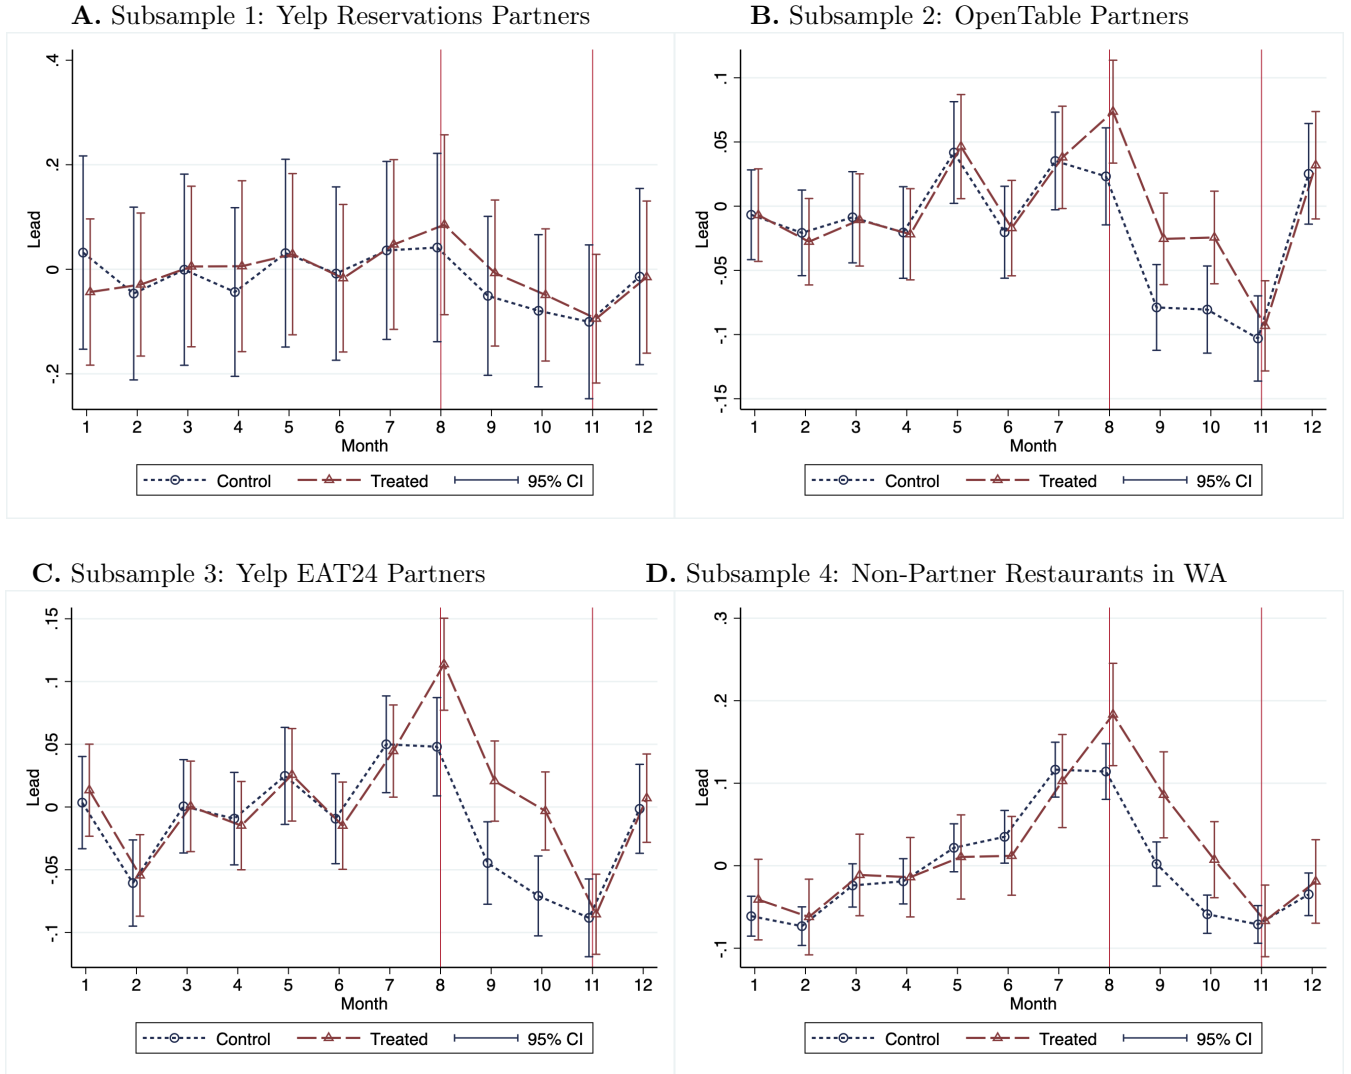 A. Subsample 1: Yelp Reservations Partners
.4
.2
0
-.2
Lead
1 2 3 4 5 6 7 8 9 10 11 12
Month
Control Treated 95% CI
B. Subsample 2: OpenTable Partners
.1
.05
0
-.05
-.1
-.15
Lead
1 2 3 4 5 6 7 8 9 10 11 12
Month
Control Treated 95% CI
C. Subsample 3: Yelp EAT24 Partners
.15
.1
.05
0
-.05
-.1
Lead
1 2 3 4 5 6 7 8 9 10 11 12
Month
Control Treated 95% CI
D. Subsample 4: Non-Partner Restaurants in WA
.3
.2
.1
0
-.1
Lead
1 2 3 4 5 6 7 8 9 10 11 12
Month
Control Treated 95% CI